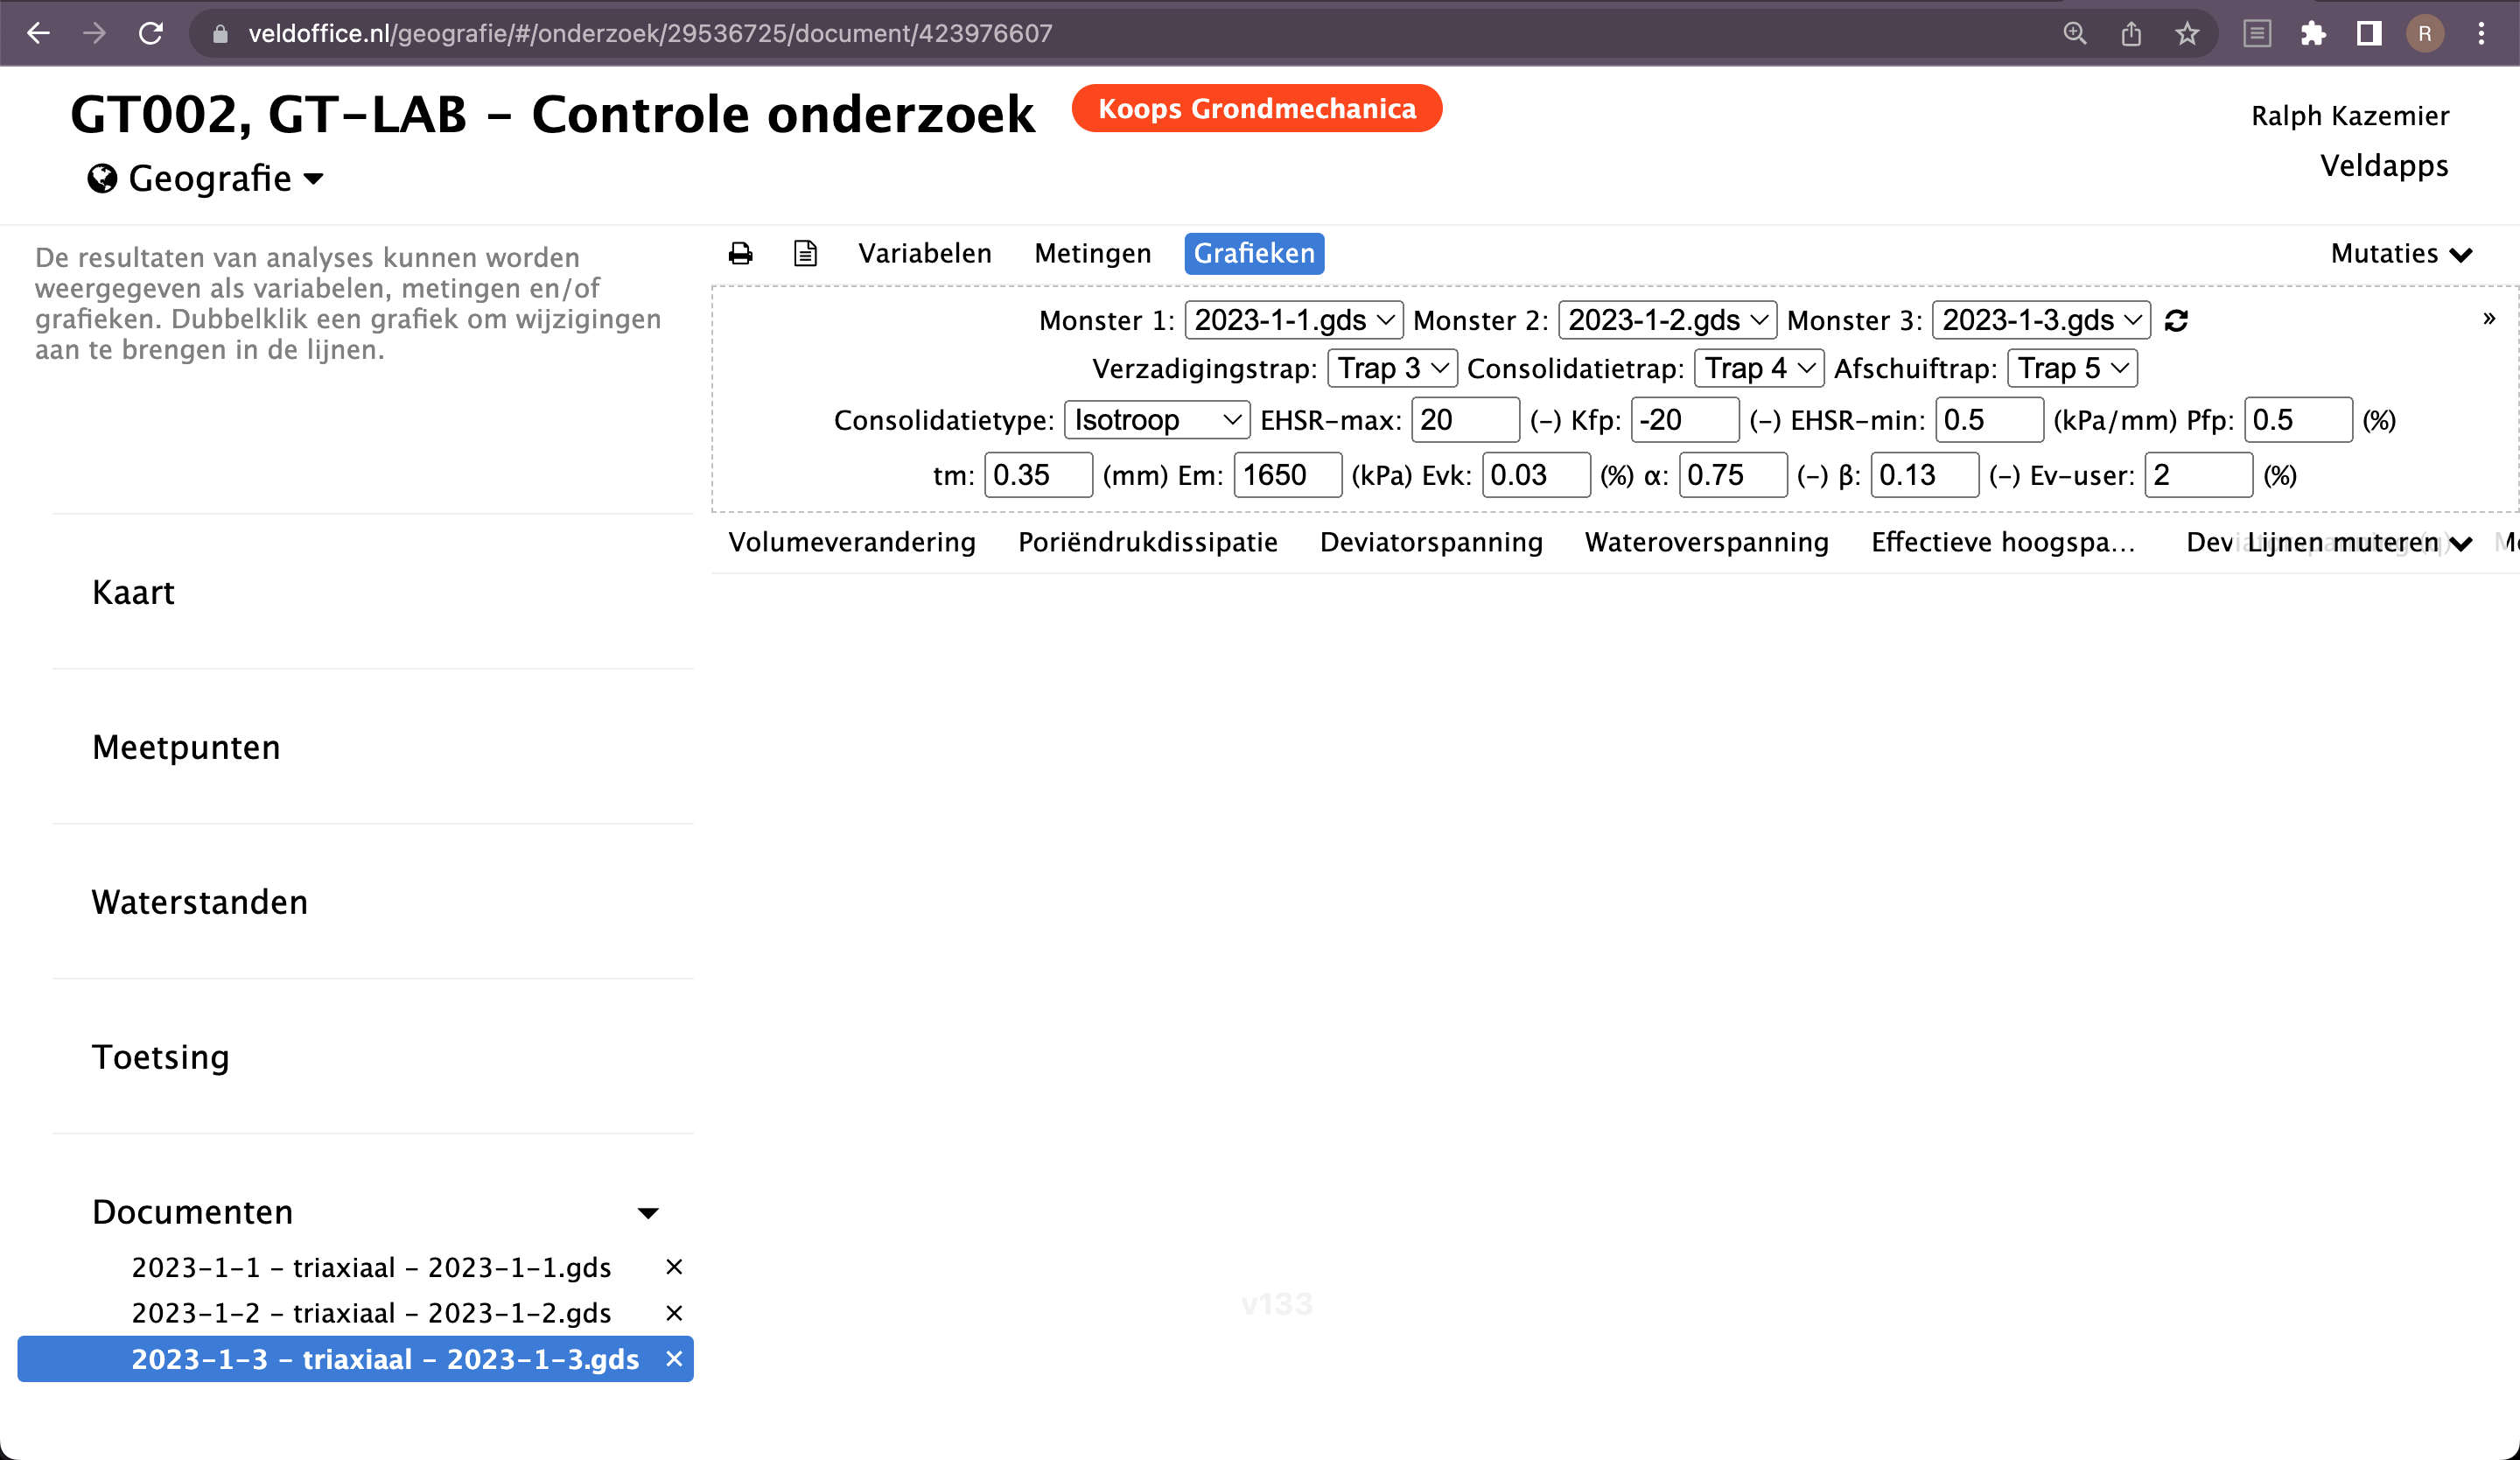 veldoffice.nl/geografie/#/onderzoek/29536725/document/423976607
R
GT002, GT-LAB - Controle onderzoek
Koops Grondmechanica
Ralph Kazemier
Geografie
Veldapps
De resultaten van analyses kunnen worden
weergegeven als variabelen, metingen en/of
grafieken. Dubbelklik een grafiek om wijzigingen
aan te brengen in de lijnen.
Variabelen Metingen Grafieken Mutaties
Monster 1: 2023-1-1.gds Monster 2: 2023-1-2.gds Monster 3: 2023-1-3.gds »
Verzadigingstrap: Trap 3 Consolidatietrap: Trap 4 Afschuiftrap: Trap 5
Consolidatietype: Isotroop EHSR-max: 20 (-) Kfp: -20 (-) EHSR-min: 0.5 (kPa/mm) Pfp: 0.5 (%)
tm: 0.35 (mm) Em: 1650 (kPa) Evk: 0.03 (%) α: 0.75 (-) β: 0.13 (-) Ev-user: 2 (%)
Volumeverandering Poriëndrukdissipatie Deviatorspanning Wateroverspanning Effectieve hoogspa... Deviatorspanning (q) Lijnen muteren
Kaart
Meetpunten
Waterstanden
Toetsing
Documenten
2023-1-1 - triaxiaal - 2023-1-1.gds ×
2023-1-2 - triaxiaal - 2023-1-2.gds ×
2023-1-3 - triaxiaal - 2023-1-3.gds ×
v133